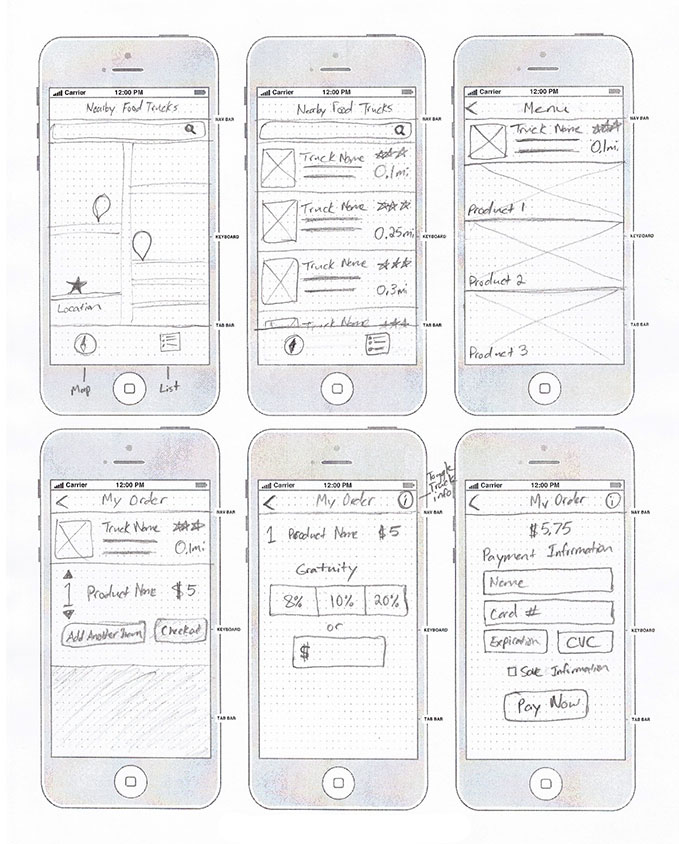 Carrier 12:00 PM
Nearby Food Trucks
NAV BAR
KEYBOARD
Location
TAB BAR
Map
List
Carrier 12:00 PM
Nearby Food Trucks
NAV BAR
Truck Name
0.1mi
Truck Name
0.25mi
KEYBOARD
Truck Name
0.3mi
Truck Name
TAB BAR
Carrier 12:00 PM
Menu
NAV BAR
Truck Name
0.1mi
Product 1
KEYBOARD
Product 2
TAB BAR
Product 3
Carrier 12:00 PM
My Order
NAV BAR
Truck Name
0.1mi
1 Product Name $5
Add Another Item Checkout
KEYBOARD
TAB BAR
Carrier 12:00 PM
My Order i
Toggle
Truck
info
NAV BAR
1 Product Name $5
Gratuity
8% 10% 20%
or
KEYBOARD
$
TAB BAR
Carrier 12:00 PM
My Order i
NAV BAR
$5.75
Payment Information
Name
Card #
Expiration CVC
KEYBOARD
Save Information
Pay Now
TAB BAR